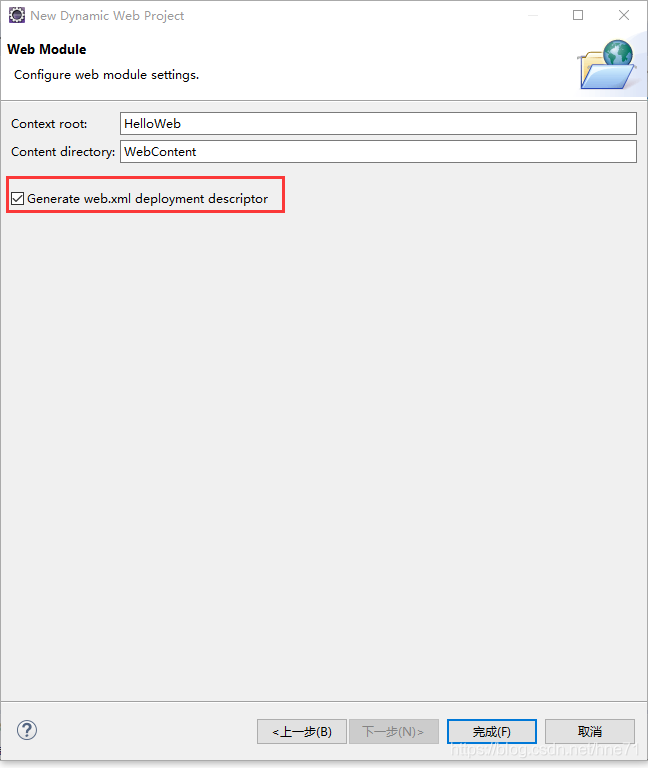 New Dynamic Web Project
Web Module
Configure web module settings.
Context root: HelloWeb
Content directory: WebContent
Generate web.xml deployment descriptor
<上一步(B) 下一步(N)> 完成(F) 取消
https://blog.csdn.net/hne71